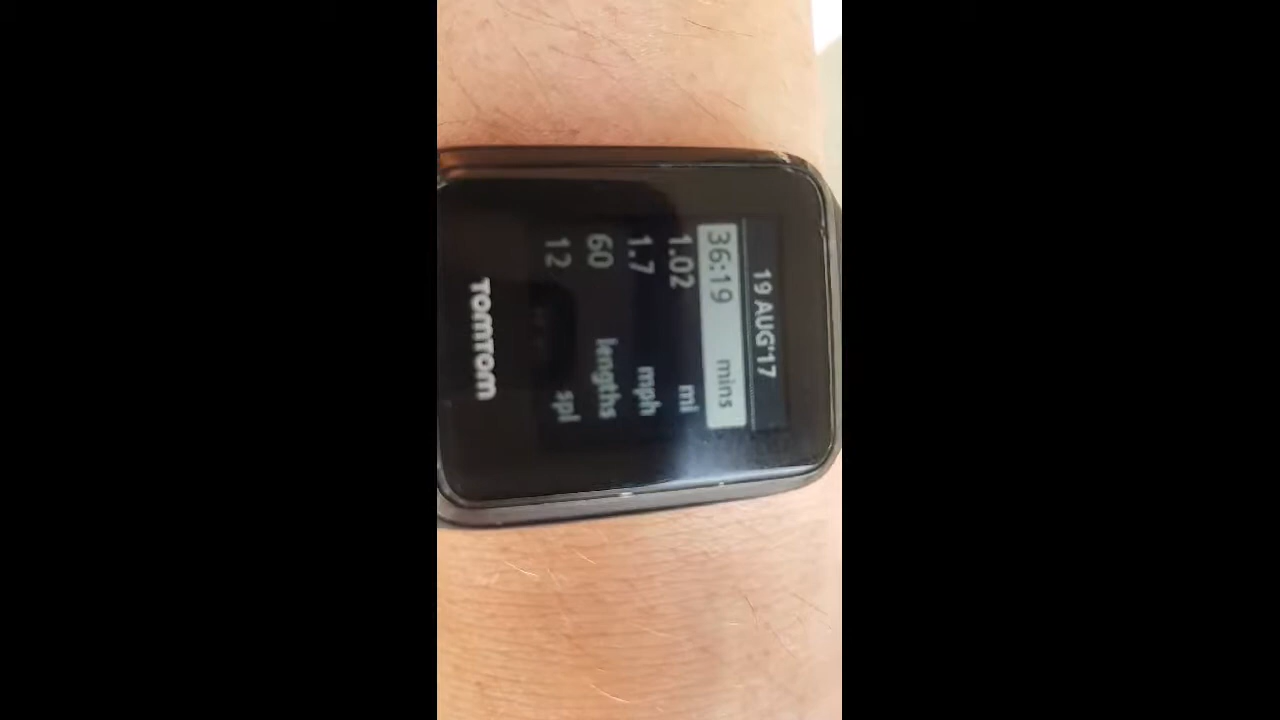 19 AUG'17
36:19 mins
1.02 mi
1.7 mph
60 lengths
12 spl
TOMTOM